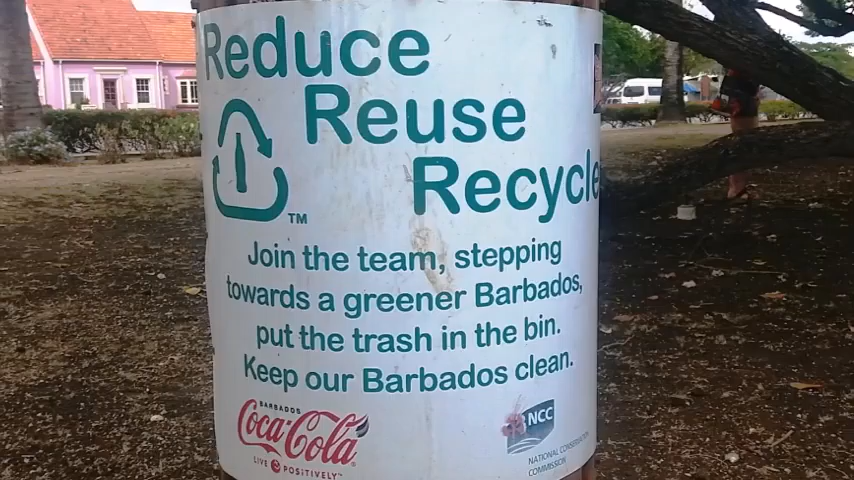 Reduce
Reuse
Recycle
TM
Join the team, stepping
towards a greener Barbados,
put the trash in the bin.
Keep our Barbados clean.
BARBADOS
Coca-Cola
LIVE POSITIVELY™
NCC
NATIONAL CONSERVATION
COMMISSION